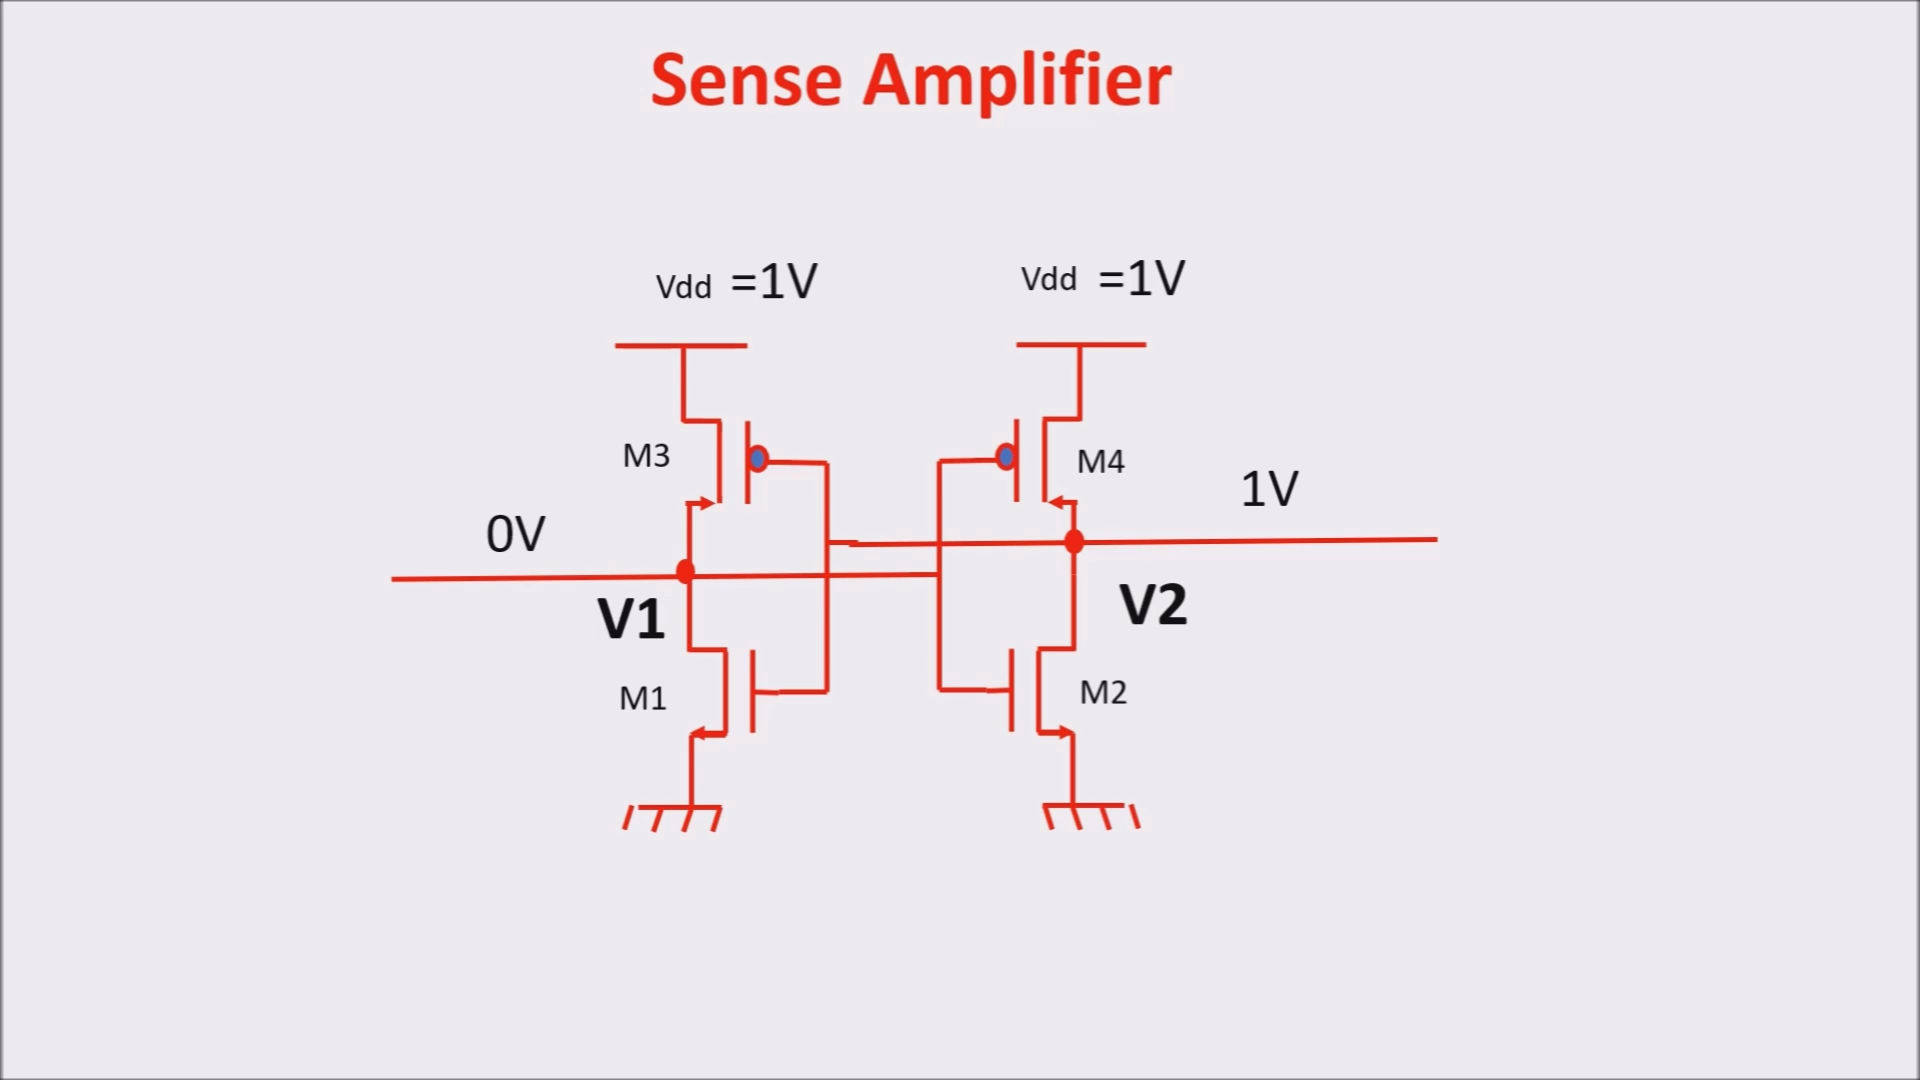 Sense Amplifier
Vdd =1V
Vdd =1V
M3
M4
1V
0V
V1
V2
M1
M2